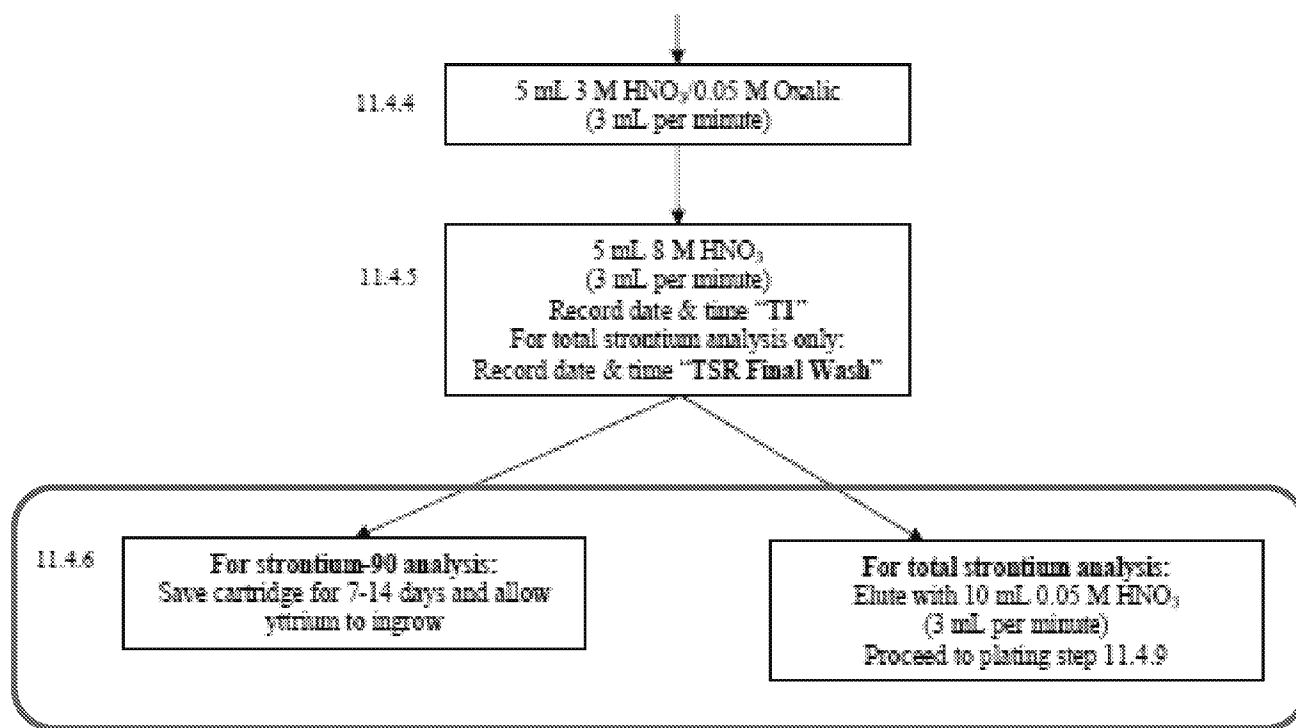 11.4.4
5 mL 3 M HNO₃/0.05 M Oxalic
(3 mL per minute)
11.4.5
5 mL 8 M HNO₃
(3 mL per minute)
Record date & time “T1”
For total strontium analysis only:
Record date & time “TSR Final Wash”
11.4.6
For strontium-90 analysis:
Save cartridge for 7-14 days and allow
yttrium to ingrow
For total strontium analysis:
Elute with 10 mL 0.05 M HNO₃
(3 mL per minute)
Proceed to plating step 11.4.9